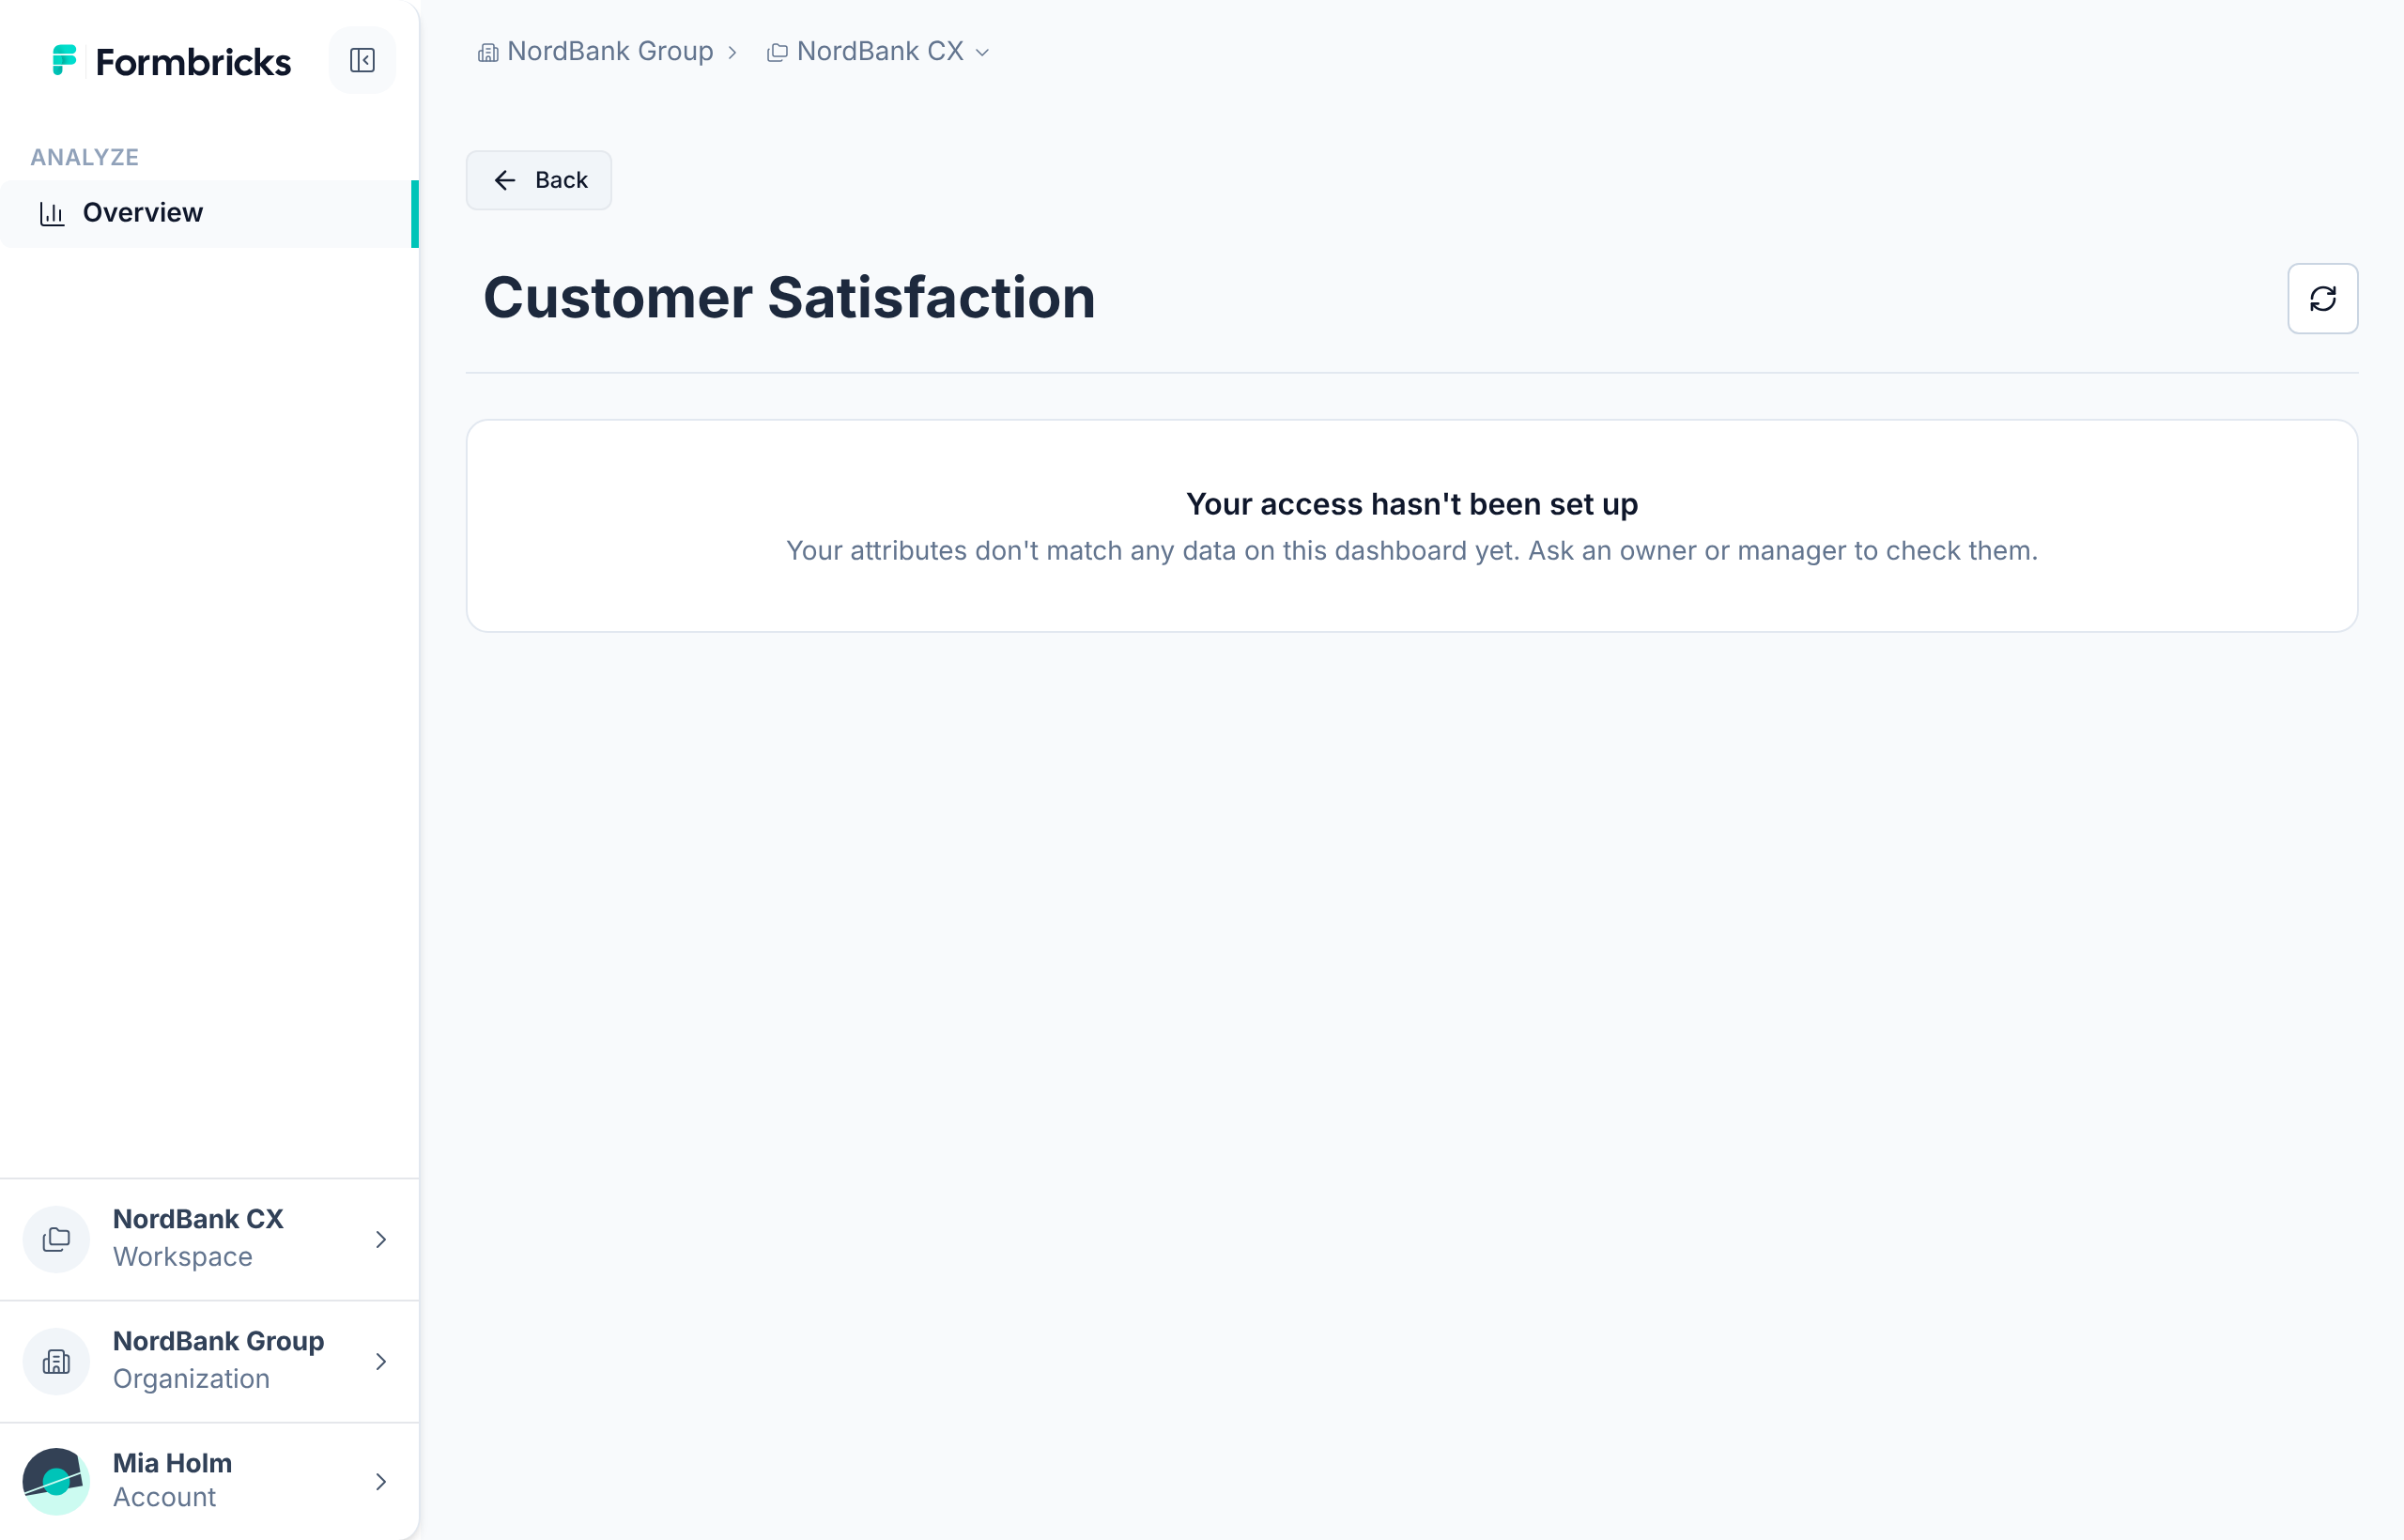 Formbricks
ANALYZE
Overview
NordBank Group
NordBank CX
Back
Customer Satisfaction
Your access hasn't been set up
Your attributes don't match any data on this dashboard yet. Ask an owner or manager to check them.
NordBank CX
Workspace
NordBank Group
Organization
Mia Holm
Account